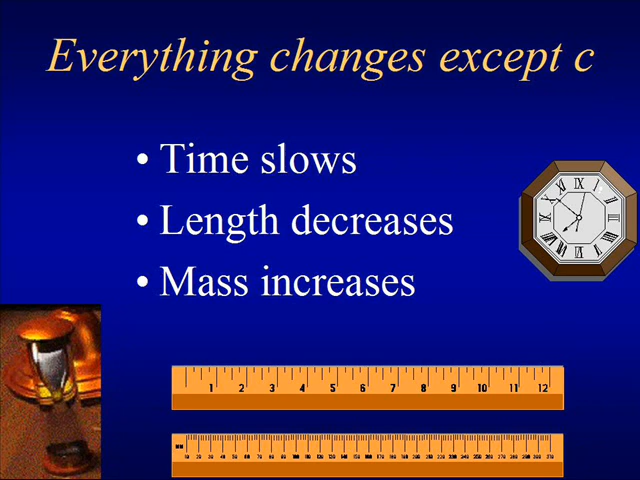 Everything changes except c
• Time slows
• Length decreases
• Mass increases
1 2 3 4 5 6 7 8 9 10 11 12